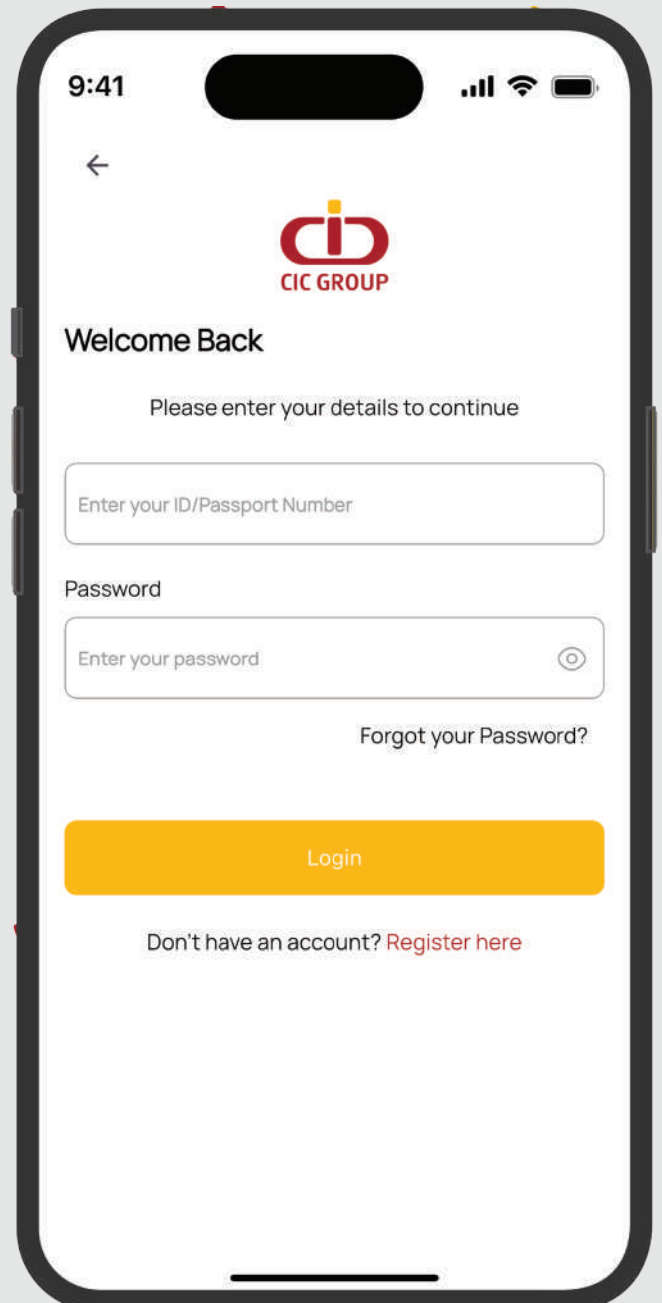 9:41
CIC GROUP
Welcome Back
Please enter your details to continue
Enter your ID/Passport Number
Password
Enter your password
Forgot your Password?
Login
Don't have an account? Register here